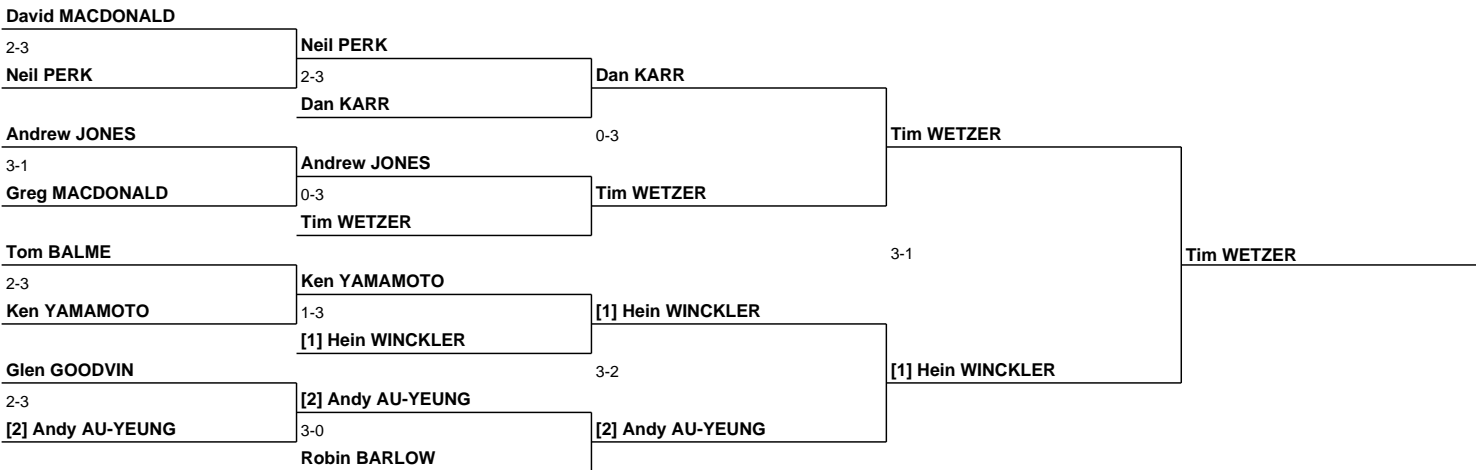 David MACDONALD
2-3
Neil PERK
Neil PERK
2-3
Dan KARR
Dan KARR
Andrew JONES
0-3
Tim WETZER
3-1
Andrew JONES
Greg MACDONALD
0-3
Tim WETZER
Tim WETZER
Tom BALME
3-1
Tim WETZER
2-3
Ken YAMAMOTO
Ken YAMAMOTO
1-3
[1] Hein WINCKLER
[1] Hein WINCKLER
Glen GOODVIN
3-2
[1] Hein WINCKLER
2-3
[2] Andy AU-YEUNG
[2] Andy AU-YEUNG
3-0
[2] Andy AU-YEUNG
Robin BARLOW